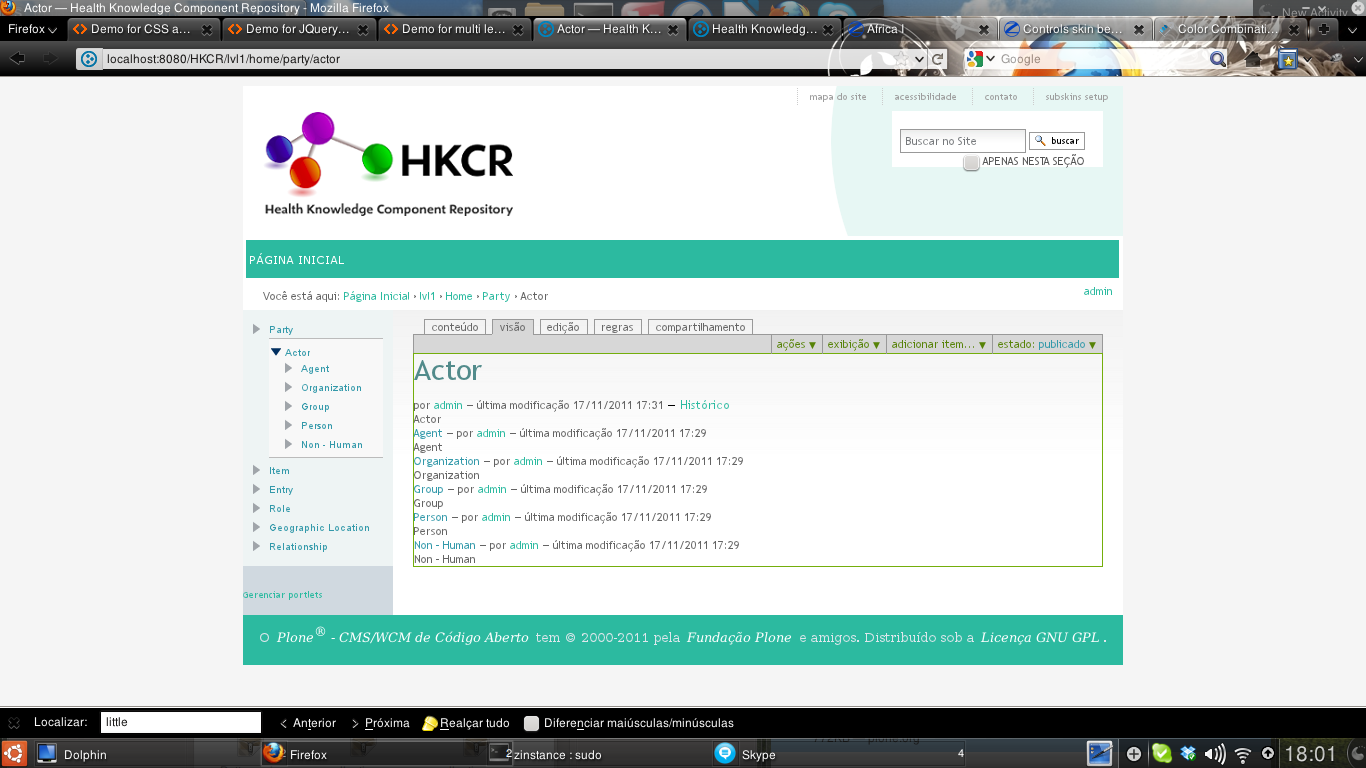 Actor — Health Knowledge Component Repository - Mozilla Firefox
New Activity
Firefox
Demo for CSS a...
Demo for JQuery...
Demo for multi le...
Actor — Health K...
Health Knowledg...
Africa I
Controls skin be...
Color Combinati...
localhost:8080/HKCR/lvl1/home/party/actor
Google
mapa do site
acessibilidade
contato
subskins setup
HKCR
Health Knowledge Component Repository
Buscar no Site
buscar
APENAS NESTA SEÇÃO
PÁGINA INICIAL
Você está aqui: Página Inicial › lvl1 › Home › Party › Actor
admin
Party
Actor
Agent
Organization
Group
Person
Non - Human
Item
Entry
Role
Geographic Location
Relationship
Gerenciar portlets
conteúdo
visão
edição
regras
compartilhamento
ações ▼
exibição ▼
adicionar item... ▼
estado: publicado ▼
Actor
por admin — última modificação 17/11/2011 17:31 — Histórico
Actor
Agent — por admin — última modificação 17/11/2011 17:29
Agent
Organization — por admin — última modificação 17/11/2011 17:29
Organization
Group — por admin — última modificação 17/11/2011 17:29
Group
Person — por admin — última modificação 17/11/2011 17:29
Person
Non - Human — por admin — última modificação 17/11/2011 17:29
Non - Human
O Plone® - CMS/WCM de Código Aberto tem © 2000-2011 pela Fundação Plone e amigos. Distribuído sob a Licença GNU GPL .
Localizar:
little
Anterior
Próxima
Realçar tudo
Diferenciar maiúsculas/minúsculas
Dolphin
Firefox
2
zinstance : sudo
Skype
4
18:01